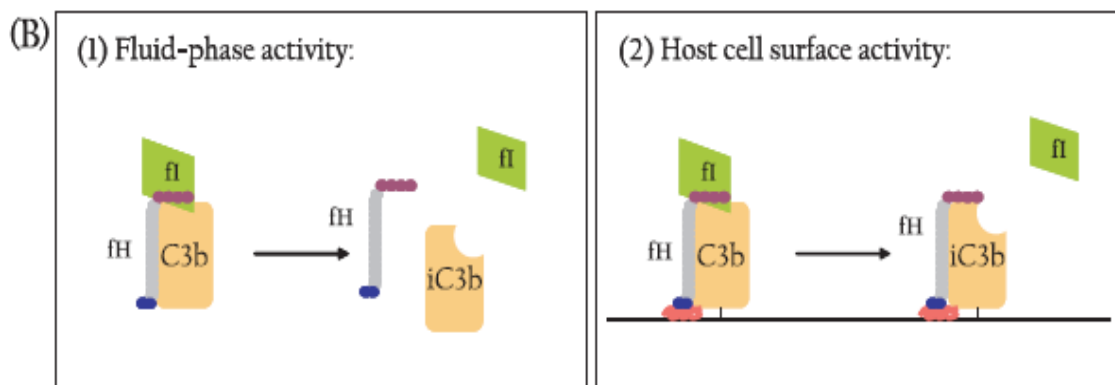 (B)
(1) Fluid-phase activity:
fI
fH
C3b
fH
fI
iC3b
(2) Host cell surface activity:
fI
fH
C3b
fH
fI
iC3b